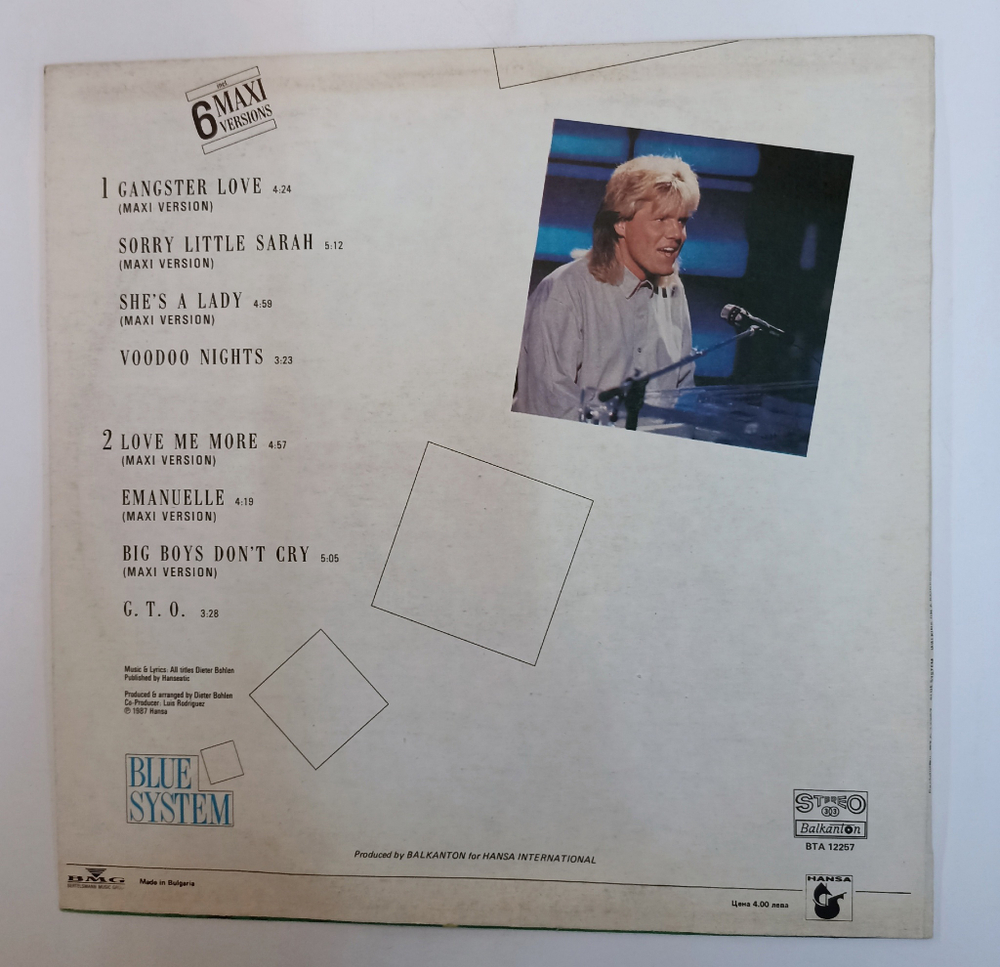 incl.
6 MAXI
VERSIONS
1 GANGSTER LOVE 4:24
(MAXI VERSION)
SORRY LITTLE SARAH 5:12
(MAXI VERSION)
SHE'S A LADY 4:59
(MAXI VERSION)
VOODOO NIGHTS 3:23
2 LOVE ME MORE 4:57
(MAXI VERSION)
EMANUELLE 4:19
(MAXI VERSION)
BIG BOYS DON'T CRY 5:05
(MAXI VERSION)
G. T. O. 3:28
Music & Lyrics: All titles Dieter Bohlen
Published by Hanseatic
Produced & arranged by Dieter Bohlen
Co-Producer: Luis Rodriguez
℗ 1987 Hansa
BLUE
SYSTEM
STEREO
33
Balkanton
BTA 12257
Produced by BALKANTON for HANSA INTERNATIONAL
BMG
Made in Bulgaria
Цена 4.00 лева
HANSA